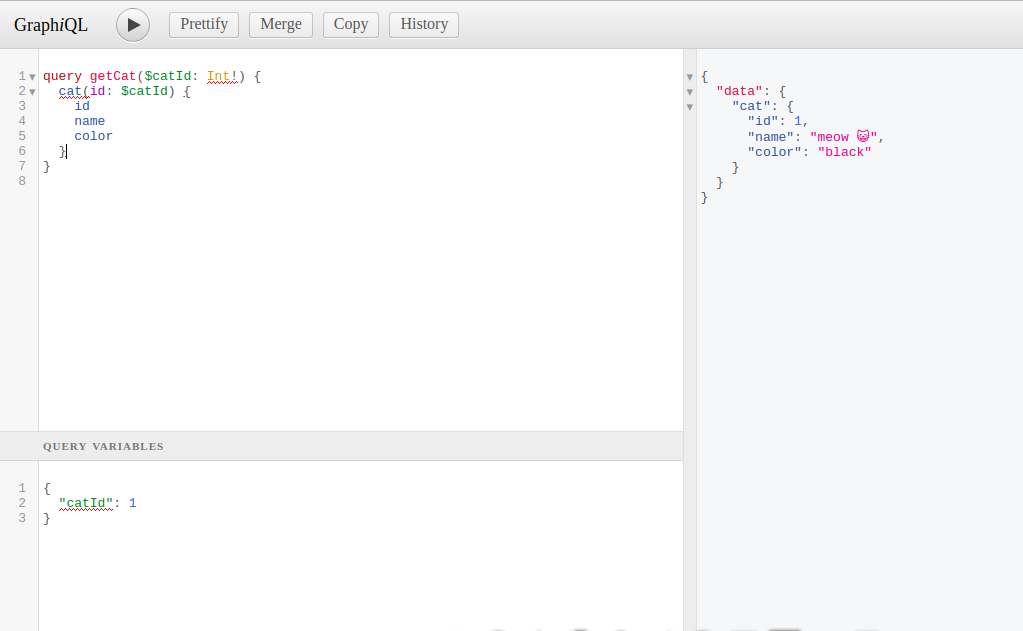 GraphiQL
Prettify Merge Copy History
1 query getCat($catId: Int!) {
2 cat(id: $catId) {
3 id
4 name
5 color
6 }
7 }
8
QUERY VARIABLES
1 {
2 "catId": 1
3 }
{
"data": {
"cat": {
"id": 1,
"name": "meow 😺",
"color": "black"
}
}
}